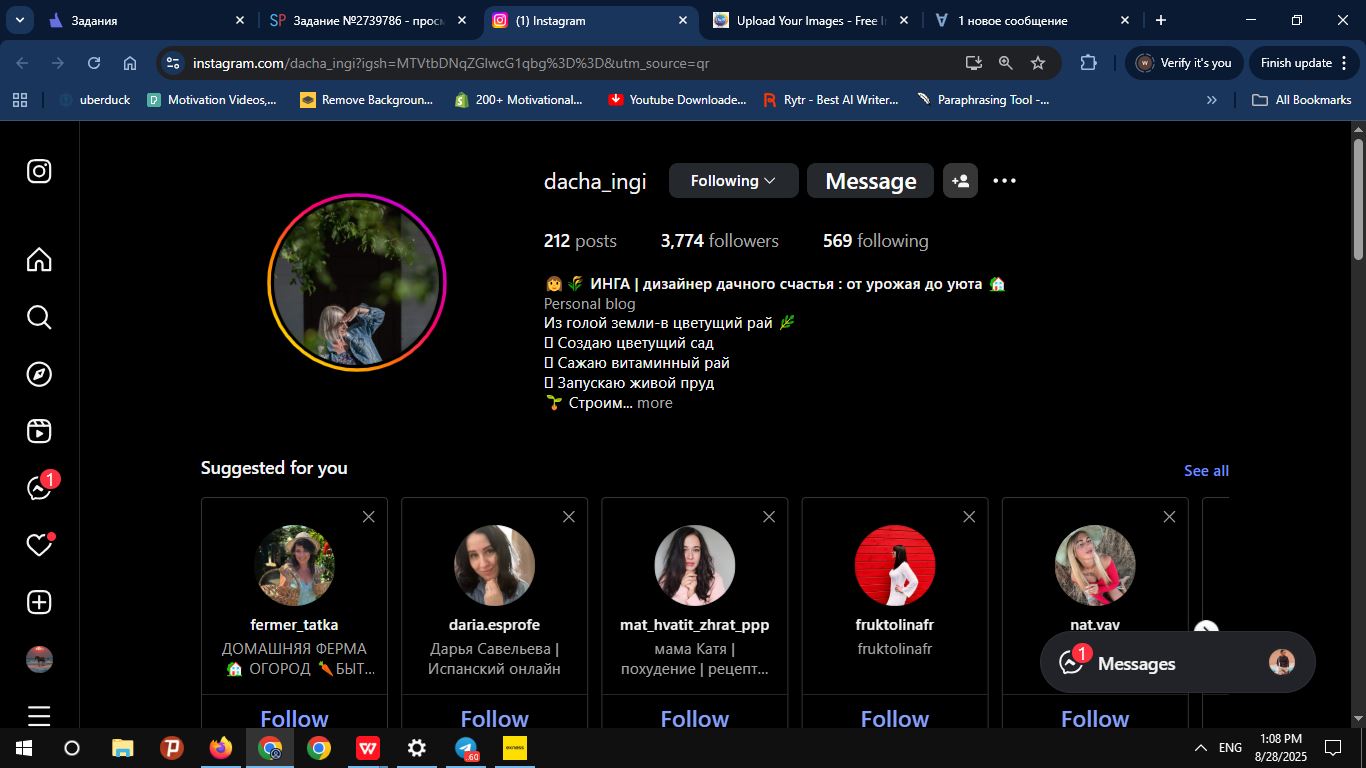 Задания
SP Задание №2739786 - прос
(1) Instagram
Upload Your Images - Free I
1 новое сообщение
instagram.com/dacha_ingi?igsh=MTVtbDNqZGlwcG1qbg%3D%3D&utm_source=qr
Verify it's you
Finish update
uberduck
Motivation Videos,...
Remove Backgroun...
200+ Motivational...
Youtube Downloade...
Rytr - Best AI Writer...
Paraphrasing Tool -...
All Bookmarks
dacha_ingi
Following
Message
212 posts
3,774 followers
569 following
ИНГА | дизайнер дачного счастья : от урожая до уюта
Personal blog
Из голой земли-в цветущий рай
Создаю цветущий сад
Сажаю витаминный рай
Запускаю живой пруд
Строим... more
Suggested for you
See all
fermer_tatka
ДОМАШНЯЯ ФЕРМА
ОГОРОД БЫТ...
Follow
daria.esprofe
Дарья Савельева |
Испанский онлайн
Follow
mat_hvatit_zhrat_ppp
мама Катя |
похудение | рецепт...
Follow
fruktolinafr
fruktolinafr
Follow
nat.vav
Follow
1
1
Messages
.60
exness
ENG
1:08 PM
8/28/2025